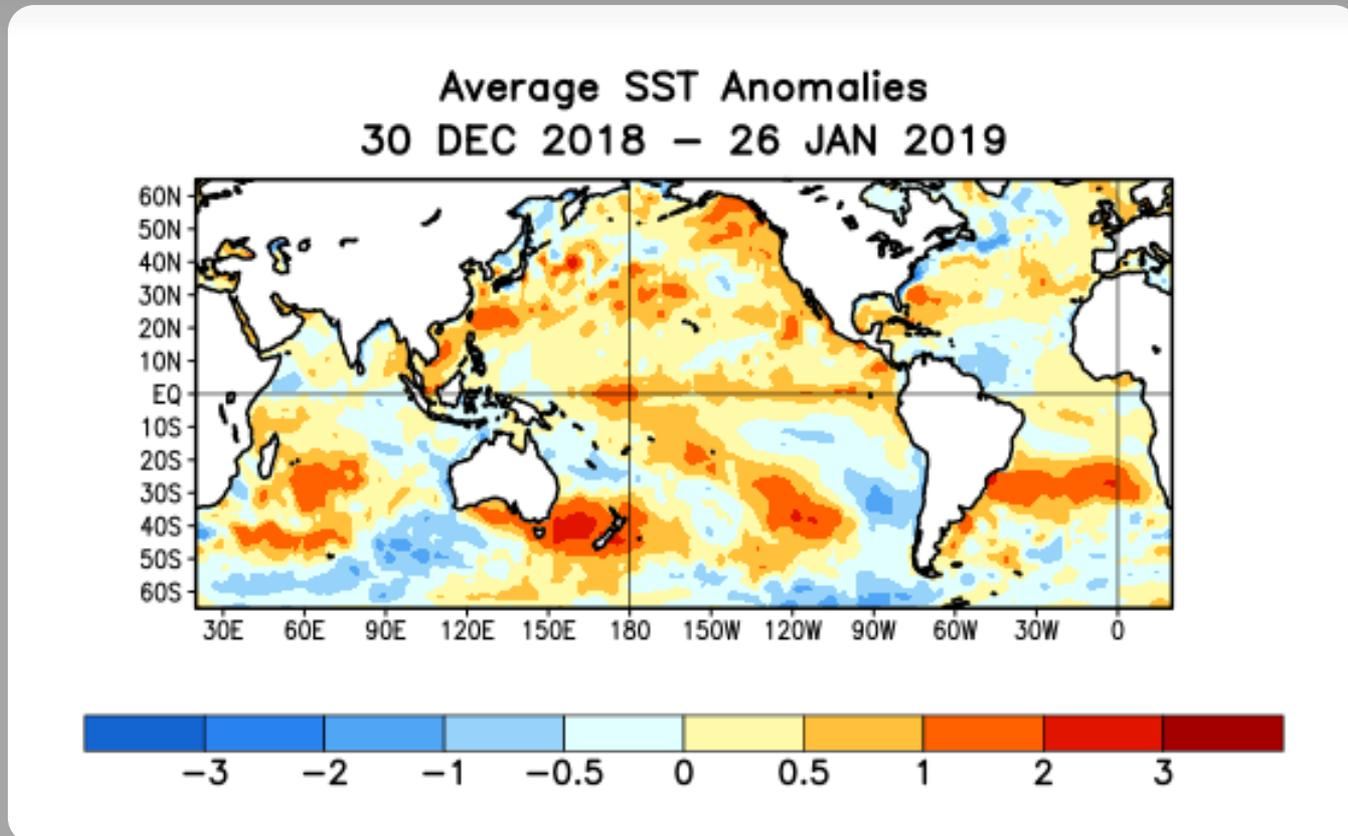 Average SST Anomalies
30 DEC 2018 – 26 JAN 2019
60N
50N
40N
30N
20N
10N
EQ
10S
20S
30S
40S
50S
60S
30E 60E 90E 120E 150E 180 150W 120W 90W 60W 30W 0
−3 −2 −1 −0.5 0 0.5 1 2 3